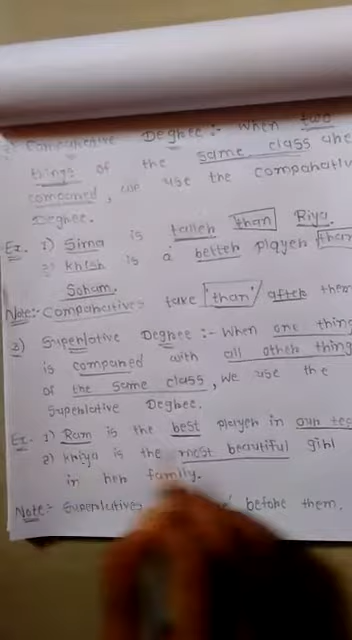 2) Comparative Degree :- When two
things of the same class are
compared, we use the comparative
Degree.
Ex. 1) Sima is taller than Riya.
2) Krish is a better player than
Soham.
Note:- Comparatives take 'than' after them
3) Superlative Degree :- When one thing
is compared with all other thing
of the same class, we use the
Superlative Degree.
Ex. 1) Ram is the best player in our
2) Kriya is the most beautiful girl
in her family.
Note:- Superlatives before them.